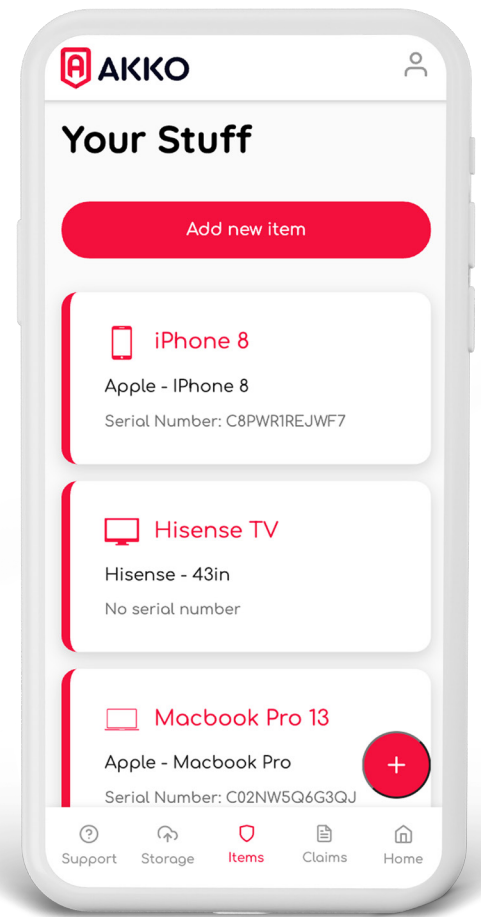 AKKO
Your Stuff
Add new item
iPhone 8
Apple - IPhone 8
Serial Number: C8PWR1REJWF7
Hisense TV
Hisense - 43in
No serial number
Macbook Pro 13
Apple - Macbook Pro
Serial Number: C02NW5Q6G3QJ
Support Storage Items Claims Home